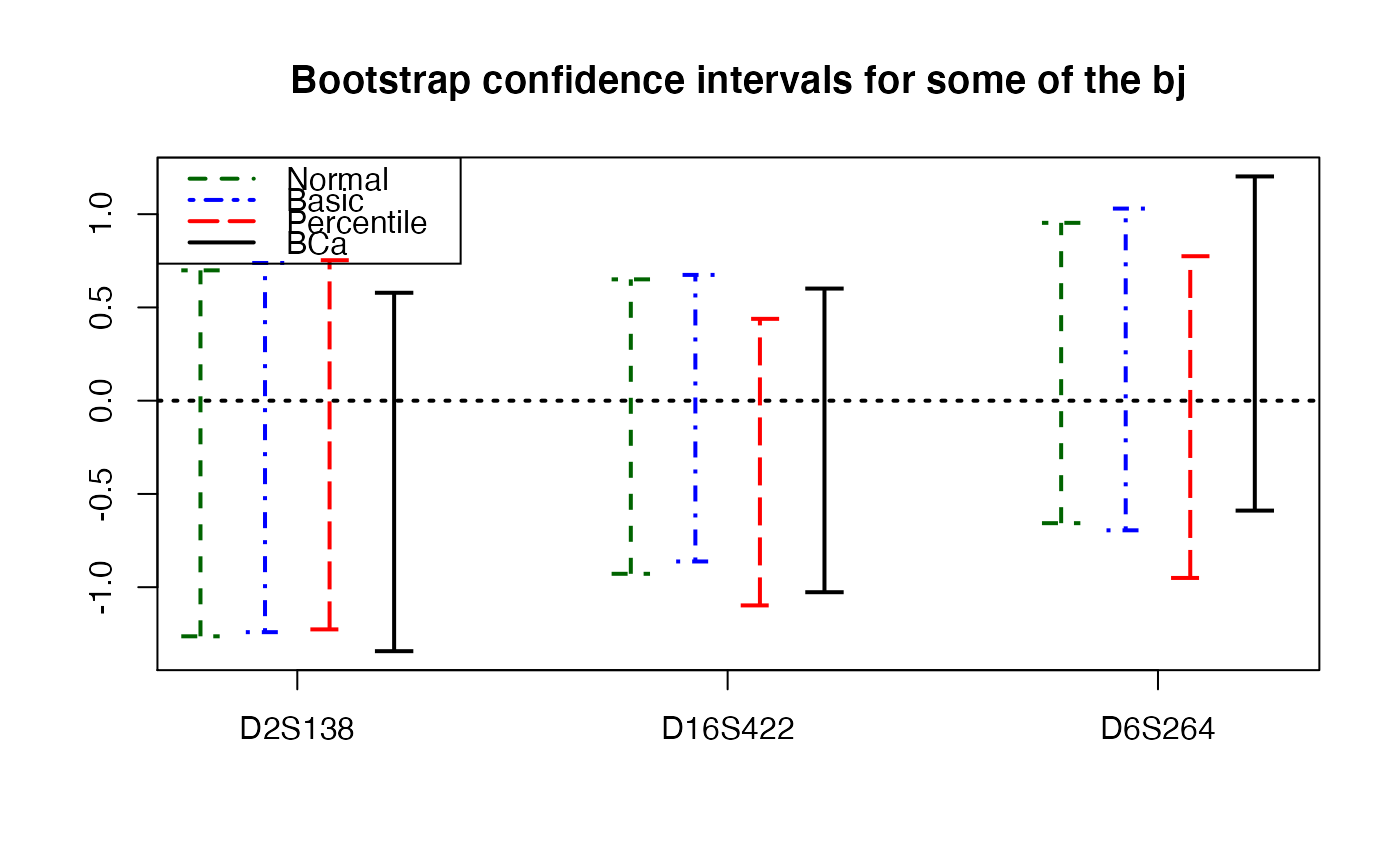 Bootstrap confidence intervals for some of the bj
Normal
Basic
Percentile
BCa
1.0
0.5
0.0
-0.5
-1.0
D2S138 D16S422 D6S264